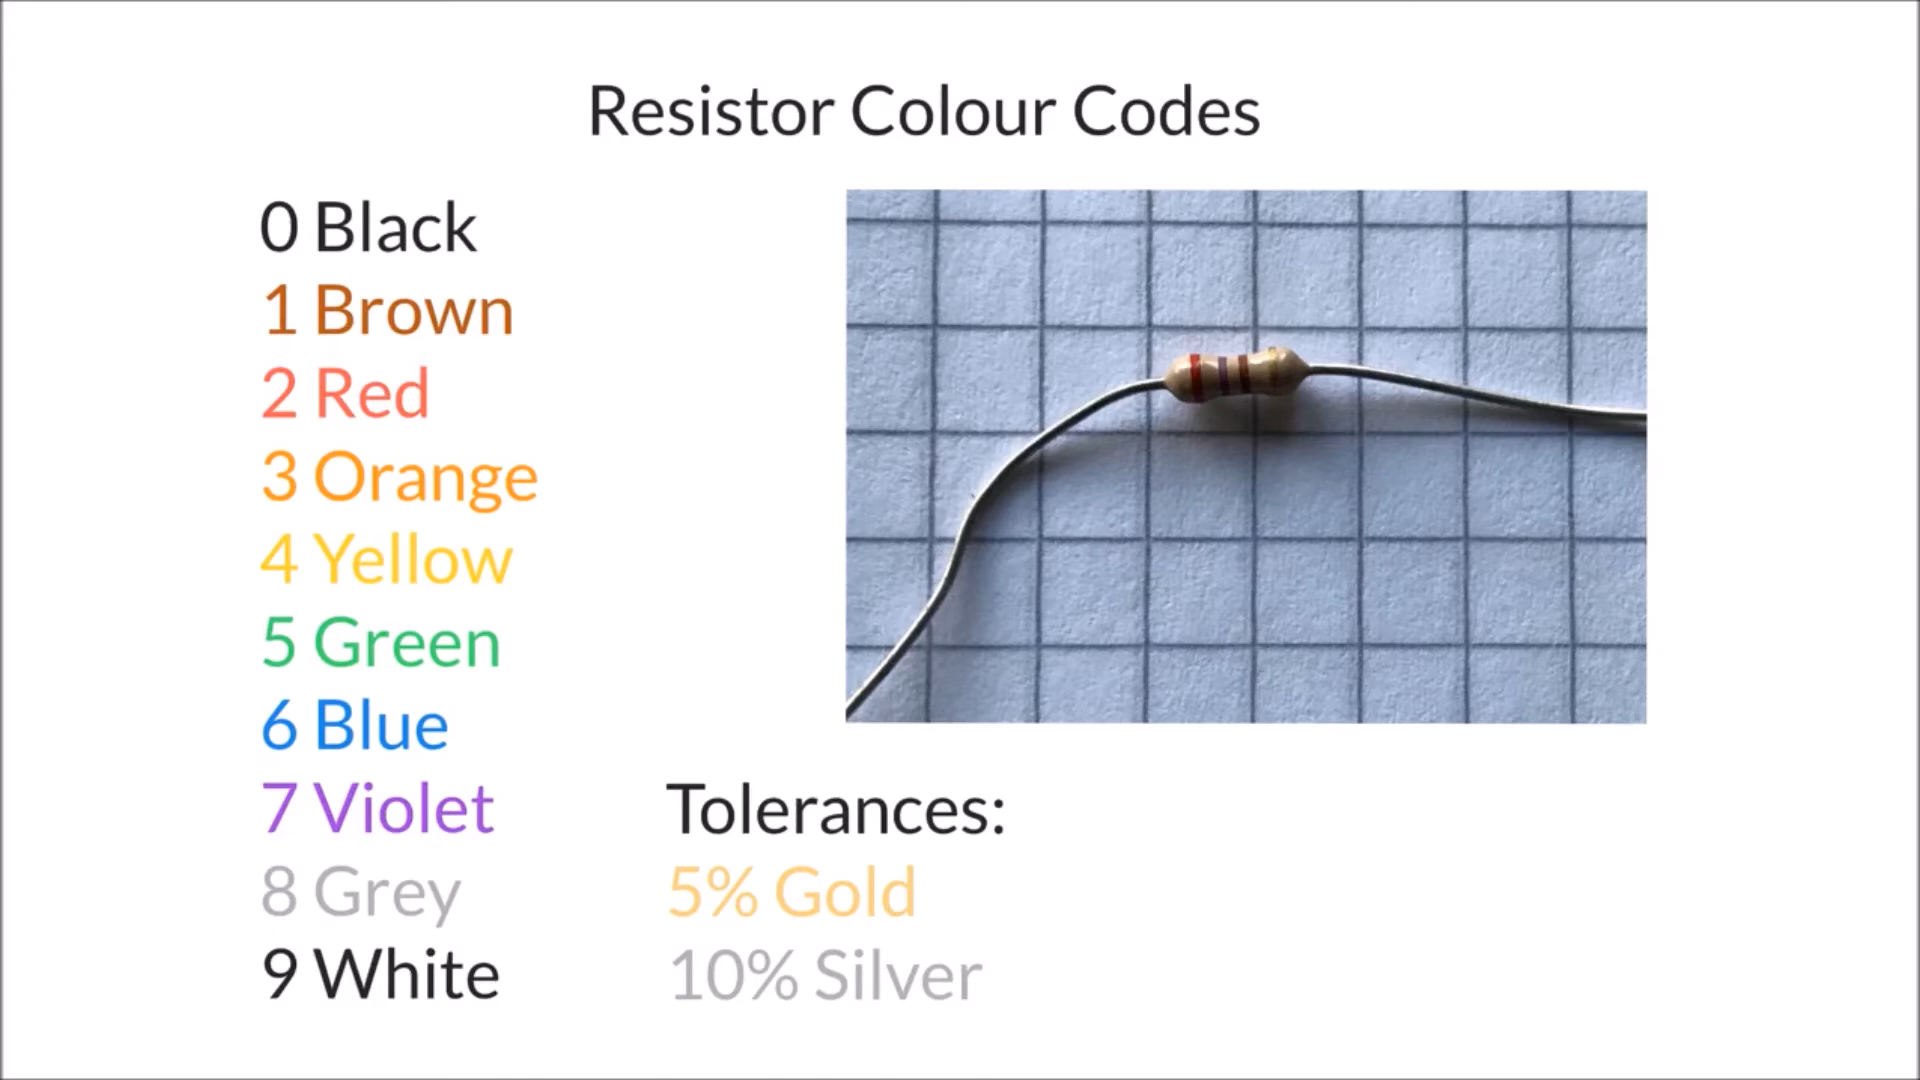 Resistor Colour Codes
0 Black
1 Brown
2 Red
3 Orange
4 Yellow
5 Green
6 Blue
7 Violet
8 Grey
9 White
Tolerances:
5% Gold
10% Silver